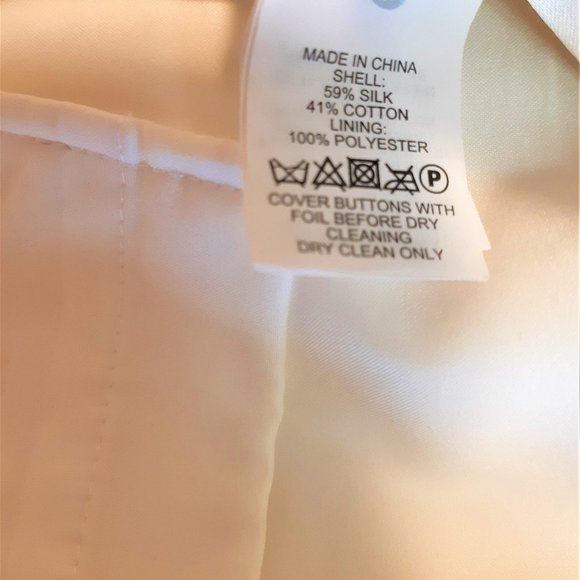 MADE IN CHINA
SHELL:
59% SILK
41% COTTON
LINING:
100% POLYESTER
P
COVER BUTTONS WITH
FOIL BEFORE DRY
CLEANING
DRY CLEAN ONLY